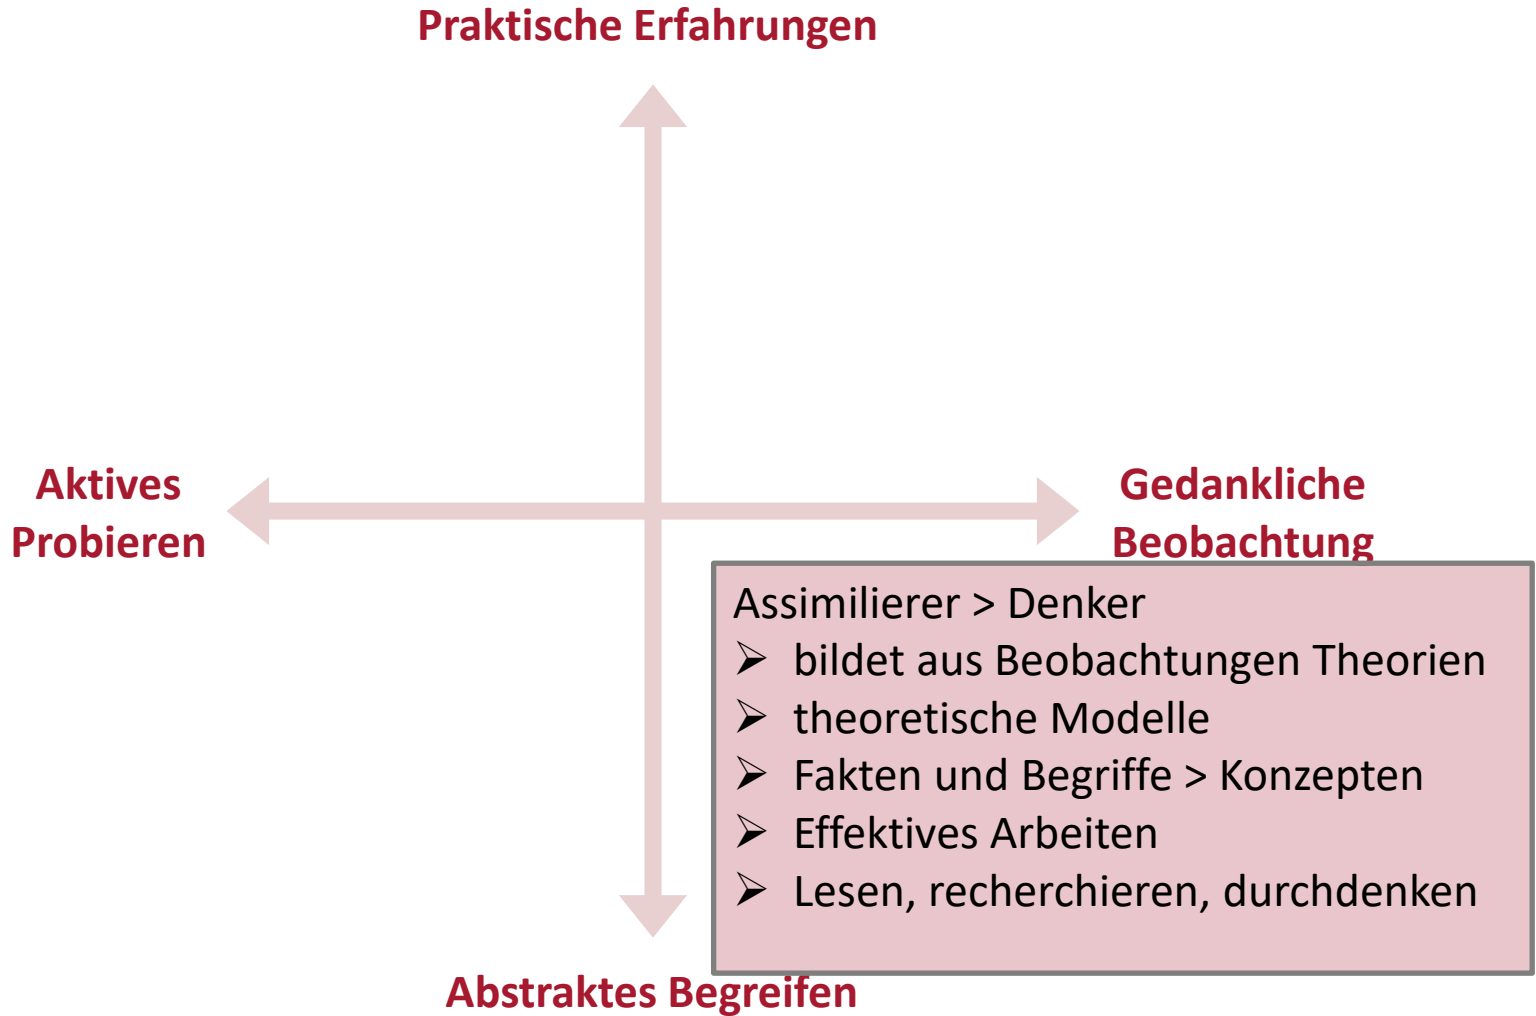 Praktische Erfahrungen
Aktives
Probieren
Gedankliche
Beobachtung
Assimilierer > Denker
➢ bildet aus Beobachtungen Theorien
➢ theoretische Modelle
➢ Fakten und Begriffe > Konzepten
➢ Effektives Arbeiten
➢ Lesen, recherchieren, durchdenken
Abstraktes Begreifen